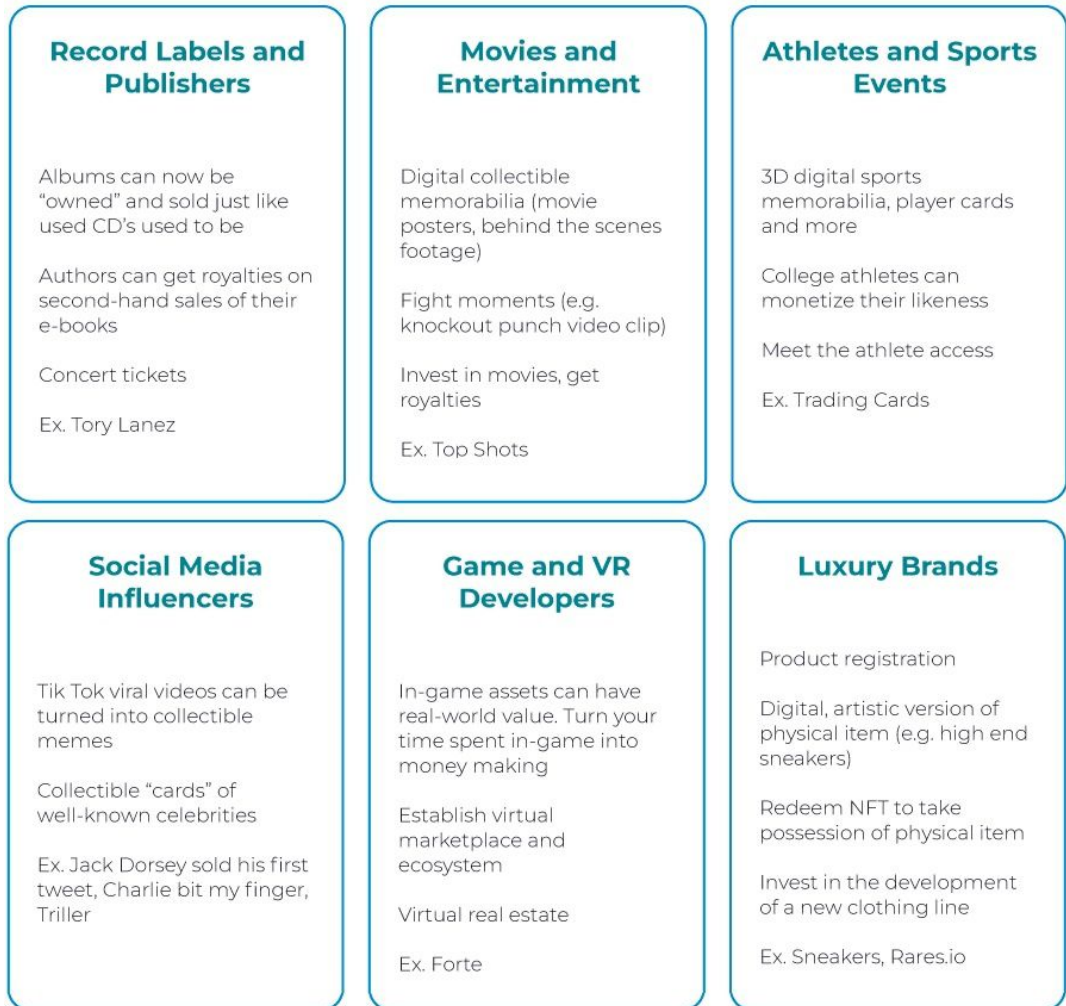 Record Labels and
Publishers
Albums can now be
“owned” and sold just like
used CD’s used to be
Authors can get royalties on
second-hand sales of their
e-books
Concert tickets
Ex. Tory Lanez
Movies and
Entertainment
Digital collectible
memorabilia (movie
posters, behind the scenes
footage)
Fight moments (e.g.
knockout punch video clip)
Invest in movies, get
royalties
Ex. Top Shots
Athletes and Sports
Events
3D digital sports
memorabilia, player cards
and more
College athletes can
monetize their likeness
Meet the athlete access
Ex. Trading Cards
Social Media
Influencers
Tik Tok viral videos can be
turned into collectible
memes
Collectible “cards” of
well-known celebrities
Ex. Jack Dorsey sold his first
tweet, Charlie bit my finger,
Triller
Game and VR
Developers
In-game assets can have
real-world value. Turn your
time spent in-game into
money making
Establish virtual
marketplace and
ecosystem
Virtual real estate
Ex. Forte
Luxury Brands
Product registration
Digital, artistic version of
physical item (e.g. high end
sneakers)
Redeem NFT to take
possession of physical item
Invest in the development
of a new clothing line
Ex. Sneakers, Rares.io